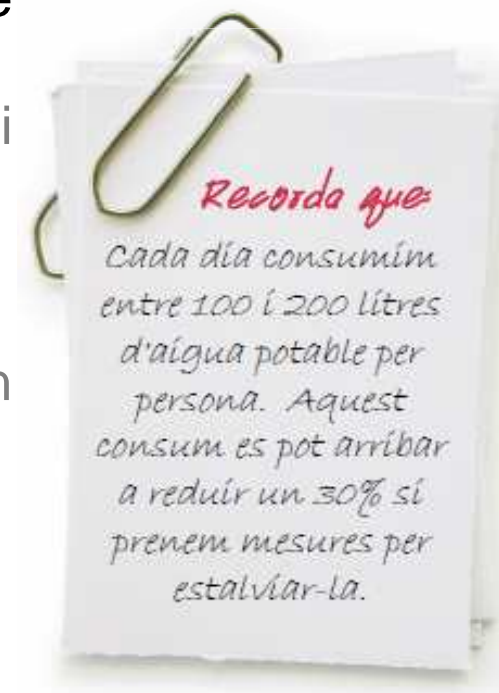 e
i
n
Recorda que:
Cada dia consumim
entre 100 i 200 litres
d'aigua potable per
persona. Aquest
consum es pot arribar
a reduir un 30% si
prenem mesures per
estalviar-la.